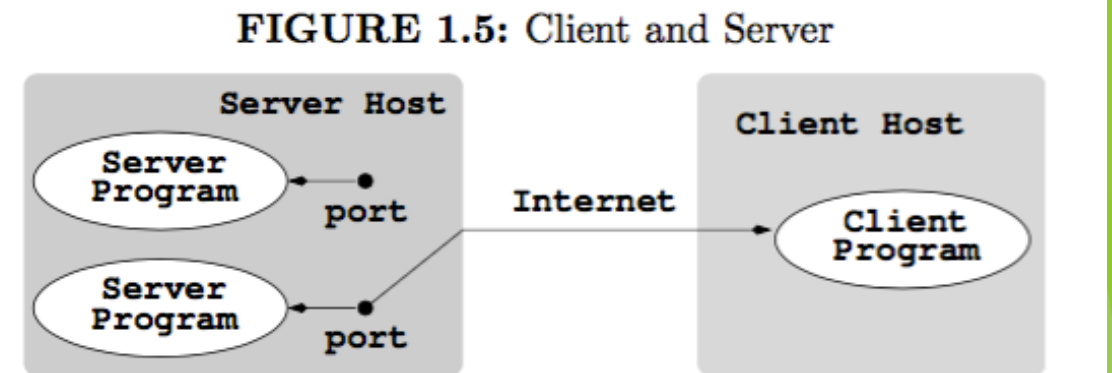 FIGURE 1.5: Client and Server
Server Host
Server
Program
port
Server
Program
port
Internet
Client Host
Client
Program